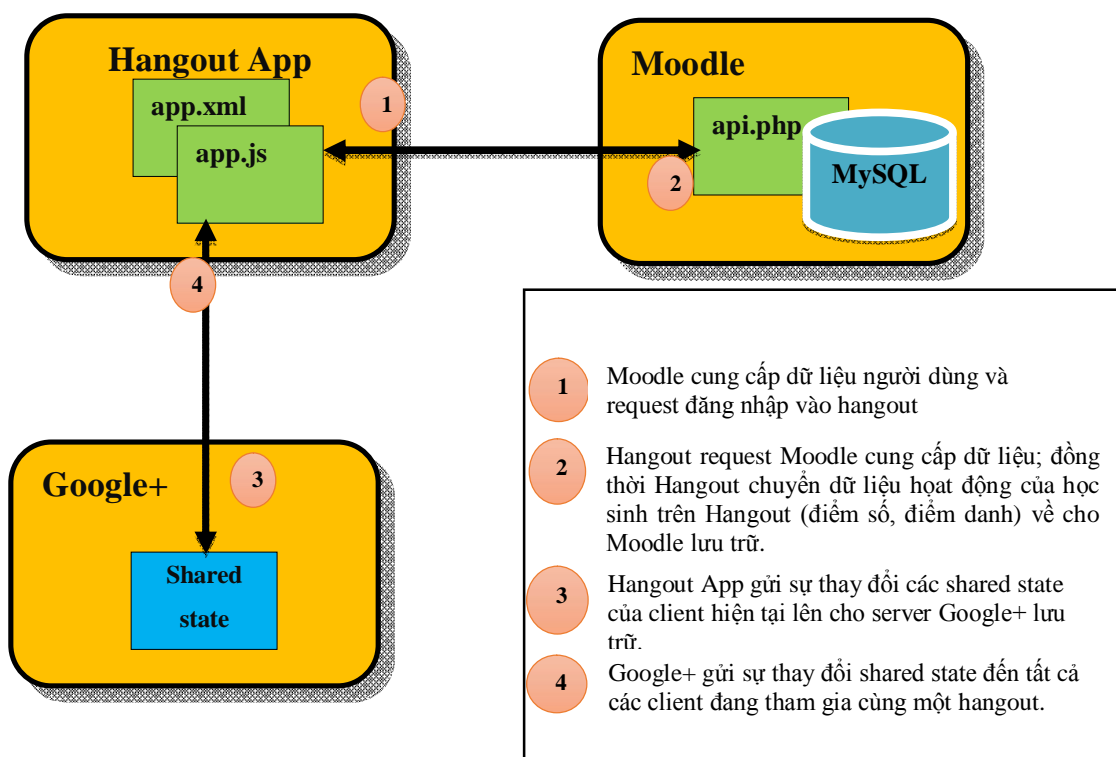 Hangout App
app.xml
app.js
1
Moodle
api.php
2
MySQL
4
Google+
3
Shared
state
1
Moodle cung cấp dữ liệu người dùng và
request đăng nhập vào hangout
2
Hangout request Moodle cung cấp dữ liệu; đồng
thời Hangout chuyển dữ liệu hoạt động của học
sinh trên Hangout (điểm số, điểm danh) về cho
Moodle lưu trữ.
3
Hangout App gửi sự thay đổi các shared state
của client hiện tại lên cho server Google+ lưu
trữ.
4
Google+ gửi sự thay đổi shared state đến tất cả
các client đang tham gia cùng một hangout.